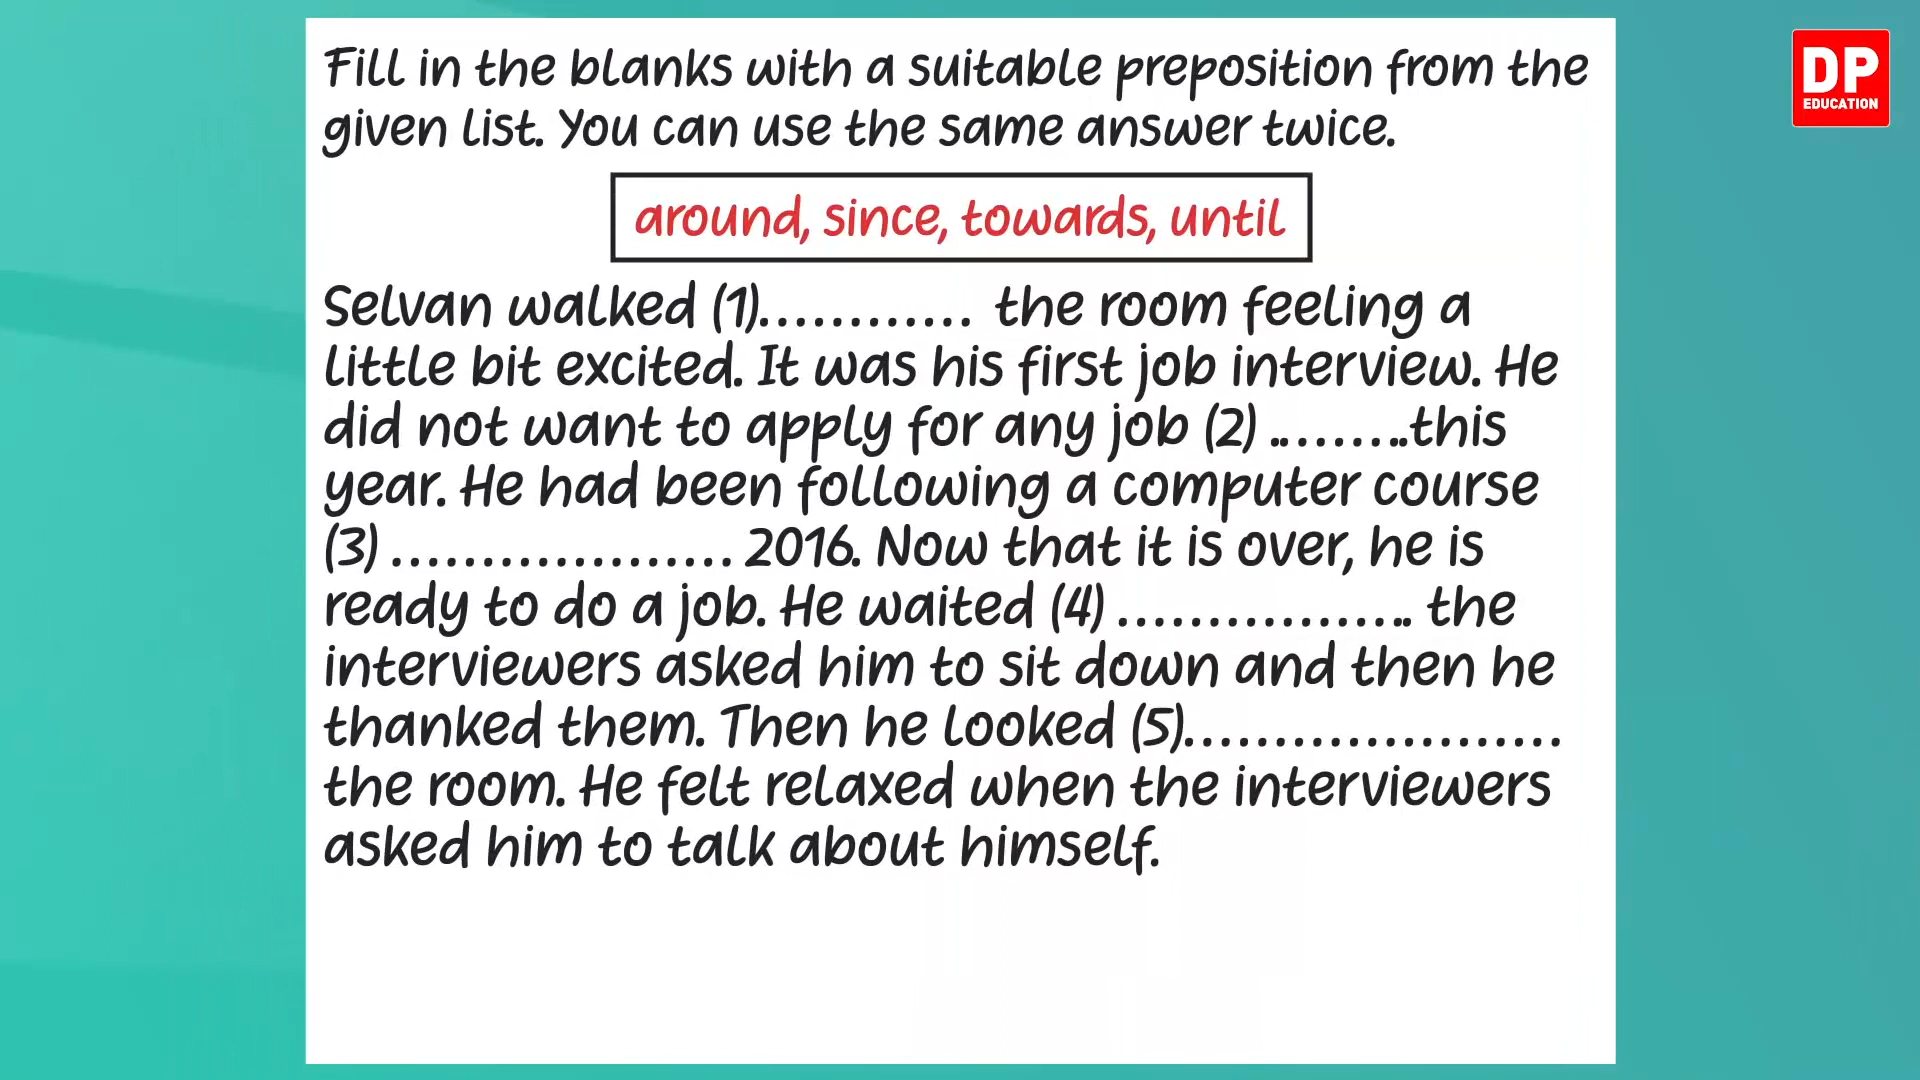 Fill in the blanks with a suitable preposition from the
given list. You can use the same answer twice.
around, since, towards, until
Selvan walked (1)............ the room feeling a
little bit excited. It was his first job interview. He
did not want to apply for any job (2) .........this
year. He had been following a computer course
(3) ................... 2016. Now that it is over, he is
ready to do a job. He waited (4) ................. the
interviewers asked him to sit down and then he
thanked them. Then he looked (5).....................
the room. He felt relaxed when the interviewers
asked him to talk about himself.
DP
EDUCATION